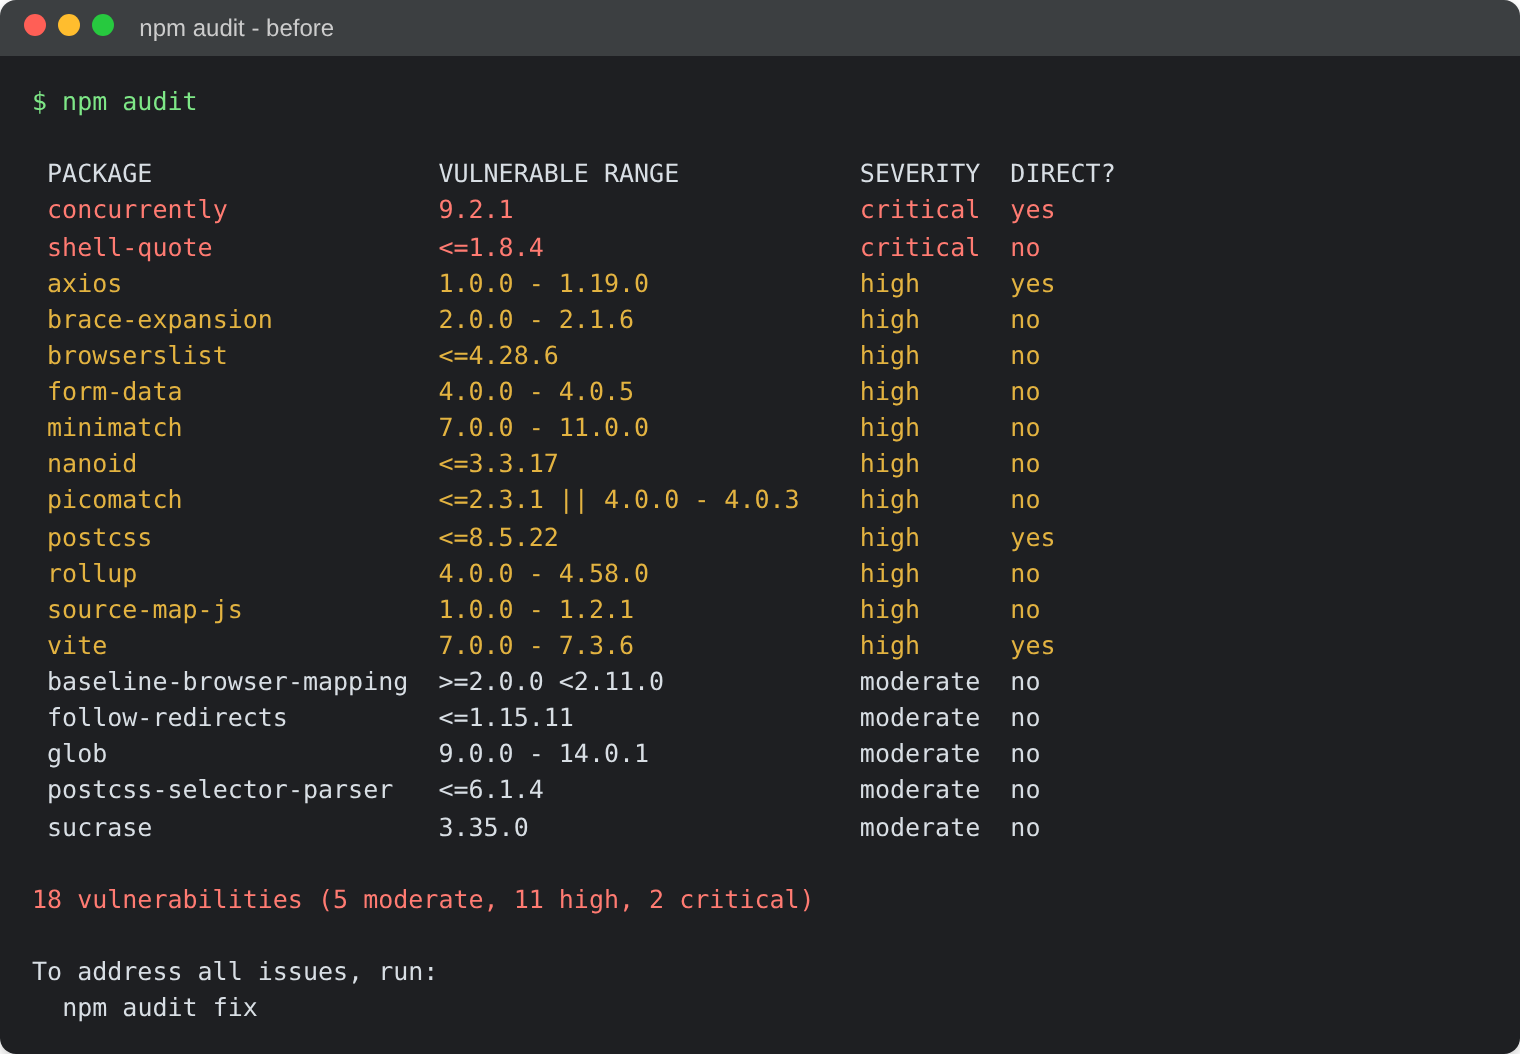 npm audit - before
$ npm audit
PACKAGE VULNERABLE RANGE SEVERITY DIRECT?
concurrently 9.2.1 critical yes
shell-quote <=1.8.4 critical no
axios 1.0.0 - 1.19.0 high yes
brace-expansion 2.0.0 - 2.1.6 high no
browserslist <=4.28.6 high no
form-data 4.0.0 - 4.0.5 high no
minimatch 7.0.0 - 11.0.0 high no
nanoid <=3.3.17 high no
picomatch <=2.3.1 || 4.0.0 - 4.0.3 high no
postcss <=8.5.22 high yes
rollup 4.0.0 - 4.58.0 high no
source-map-js 1.0.0 - 1.2.1 high no
vite 7.0.0 - 7.3.6 high yes
baseline-browser-mapping >=2.0.0 <2.11.0 moderate no
follow-redirects <=1.15.11 moderate no
glob 9.0.0 - 14.0.1 moderate no
postcss-selector-parser <=6.1.4 moderate no
sucrase 3.35.0 moderate no
18 vulnerabilities (5 moderate, 11 high, 2 critical)
To address all issues, run:
npm audit fix